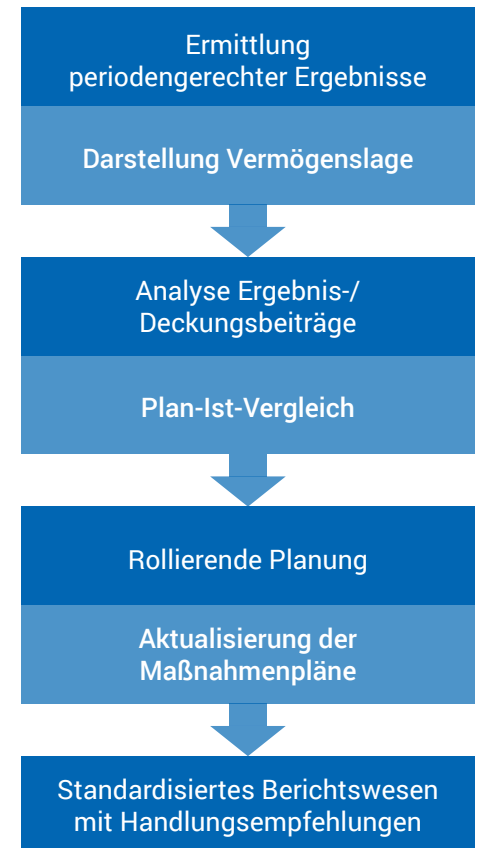 Ermittlung
periodengerechter Ergebnisse
Darstellung Vermögenslage
Analyse Ergebnis-/
Deckungsbeiträge
Plan-Ist-Vergleich
Rollierende Planung
Aktualisierung der
Maßnahmenpläne
Standardisiertes Berichtswesen
mit Handlungsempfehlungen